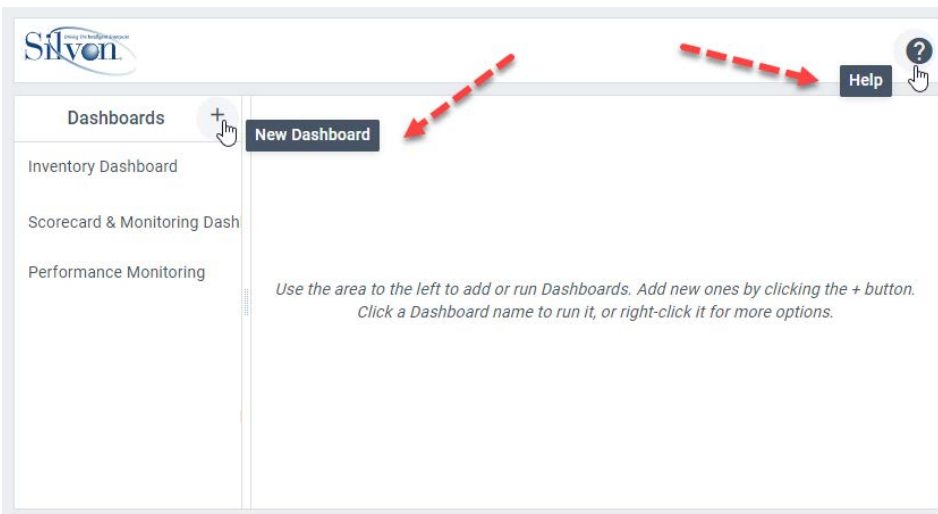 Silvon
?
Help
Dashboards +
New Dashboard
Inventory Dashboard
Scorecard & Monitoring Dash
Performance Monitoring
Use the area to the left to add or run Dashboards. Add new ones by clicking the + button.
Click a Dashboard name to run it, or right-click it for more options.